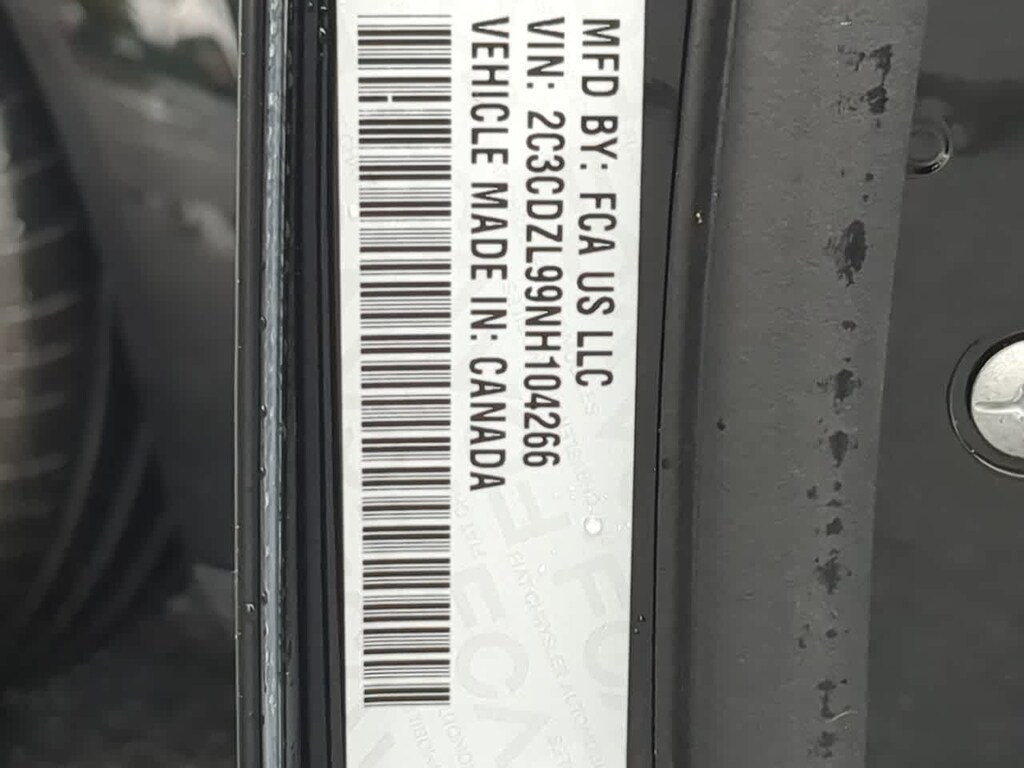 MFD BY: FCA US LLC
VIN: 2C3CDZL99NH104266
VEHICLE MADE IN: CANADA